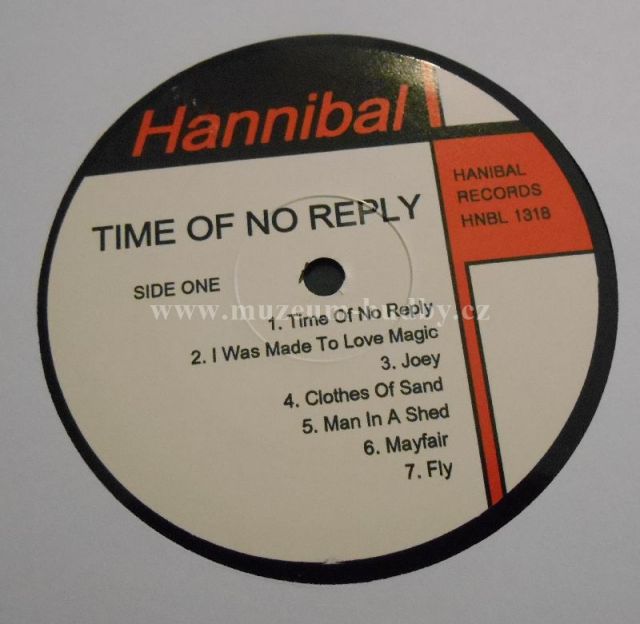 Hannibal
HANIBAL
RECORDS
HNBL 1318
TIME OF NO REPLY
SIDE ONE
www.muzeum-hudby.cz
1. Time Of No Reply
2. I Was Made To Love Magic
3. Joey
4. Clothes Of Sand
5. Man In A Shed
6. Mayfair
7. Fly